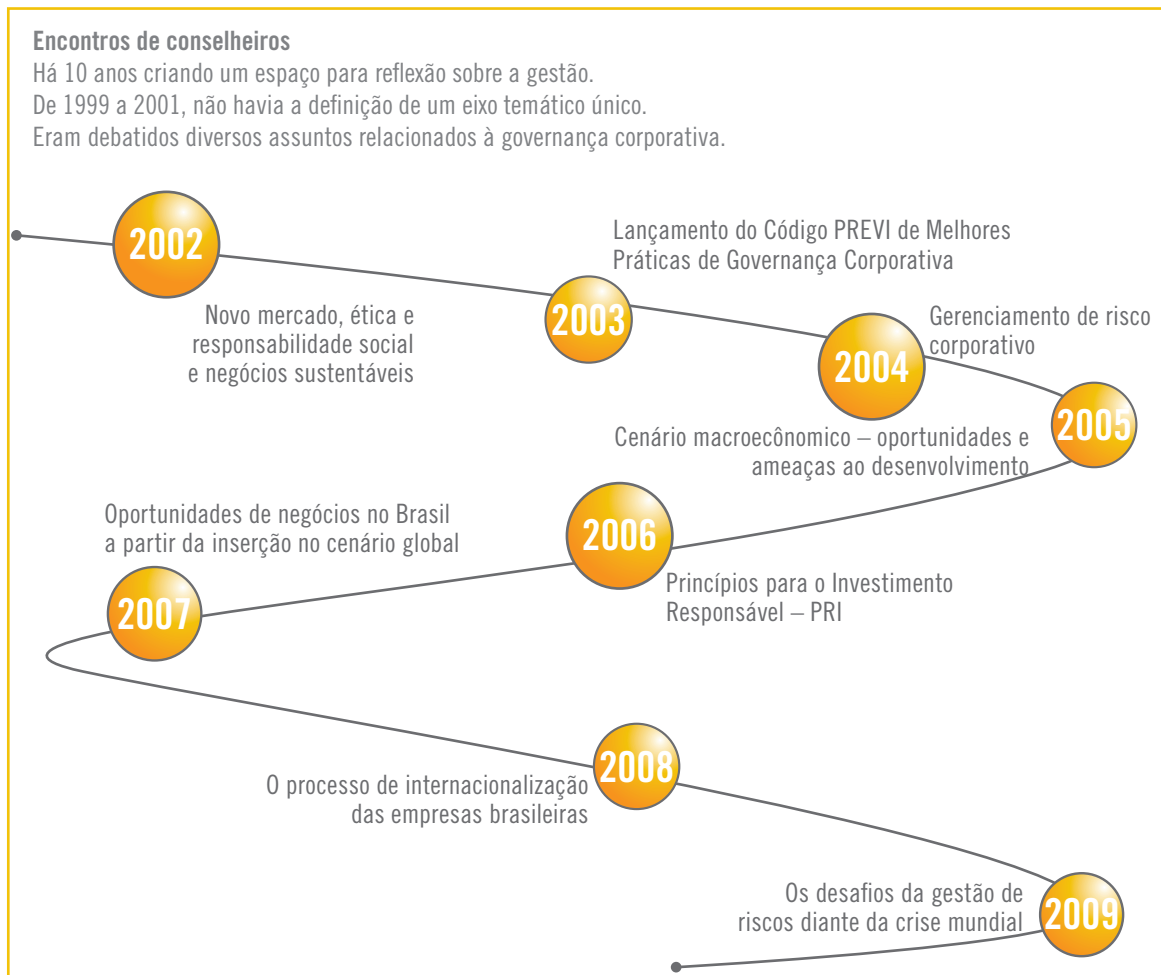 Encontros de conselheiros
Há 10 anos criando um espaço para reflexão sobre a gestão.
De 1999 a 2001, não havia a definição de um eixo temático único.
Eram debatidos diversos assuntos relacionados à governança corporativa.
2002
Novo mercado, ética e
responsabilidade social
e negócios sustentáveis
Lançamento do Código PREVI de Melhores
Práticas de Governança Corporativa
2003
2004
Gerenciamento de risco
corporativo
Cenário macroecônomico – oportunidades e
ameaças ao desenvolvimento
2005
2006
Princípios para o Investimento
Responsável – PRI
Oportunidades de negócios no Brasil
a partir da inserção no cenário global
2007
2008
O processo de internacionalização
das empresas brasileiras
Os desafios da gestão de
riscos diante da crise mundial
2009